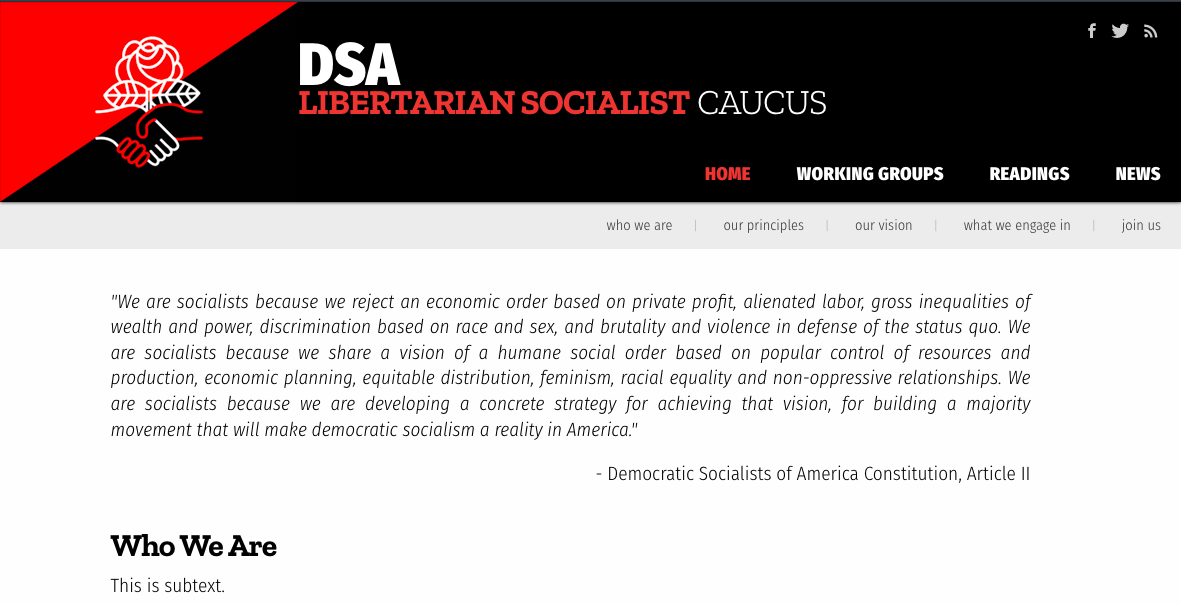 DSA
LIBERTARIAN SOCIALIST CAUCUS
HOME WORKING GROUPS READINGS NEWS
who we are | our principles | our vision | what we engage in | join us
"We are socialists because we reject an economic order based on private profit, alienated labor, gross inequalities of
wealth and power, discrimination based on race and sex, and brutality and violence in defense of the status quo. We
are socialists because we share a vision of a humane social order based on popular control of resources and
production, economic planning, equitable distribution, feminism, racial equality and non-oppressive relationships. We
are socialists because we are developing a concrete strategy for achieving that vision, for building a majority
movement that will make democratic socialism a reality in America."
- Democratic Socialists of America Constitution, Article II
Who We Are
This is subtext.